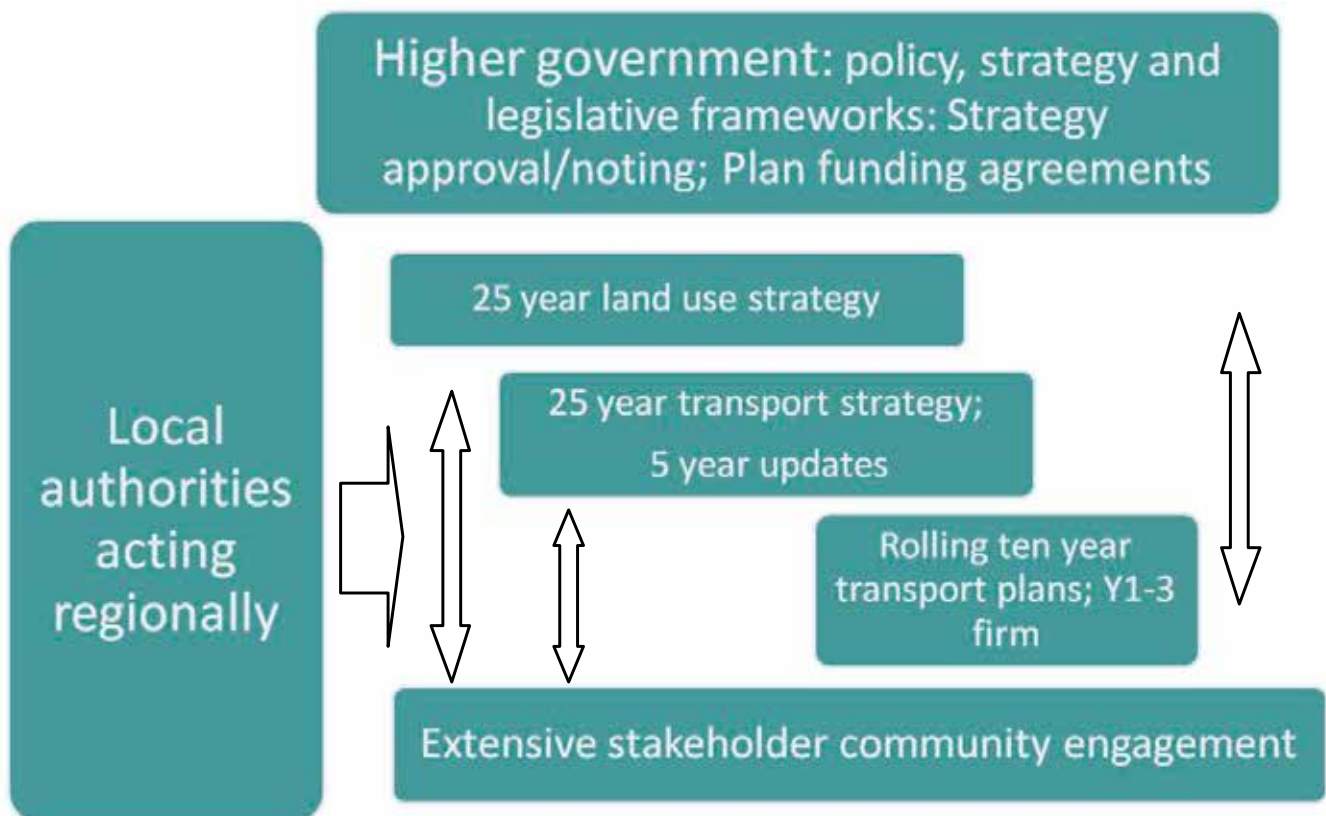 Higher government: policy, strategy and
legislative frameworks: Strategy
approval/noting; Plan funding agreements
Local
authorities
acting
regionally
25 year land use strategy
25 year transport strategy;
5 year updates
Rolling ten year
transport plans; Y1-3
firm
Extensive stakeholder community engagement